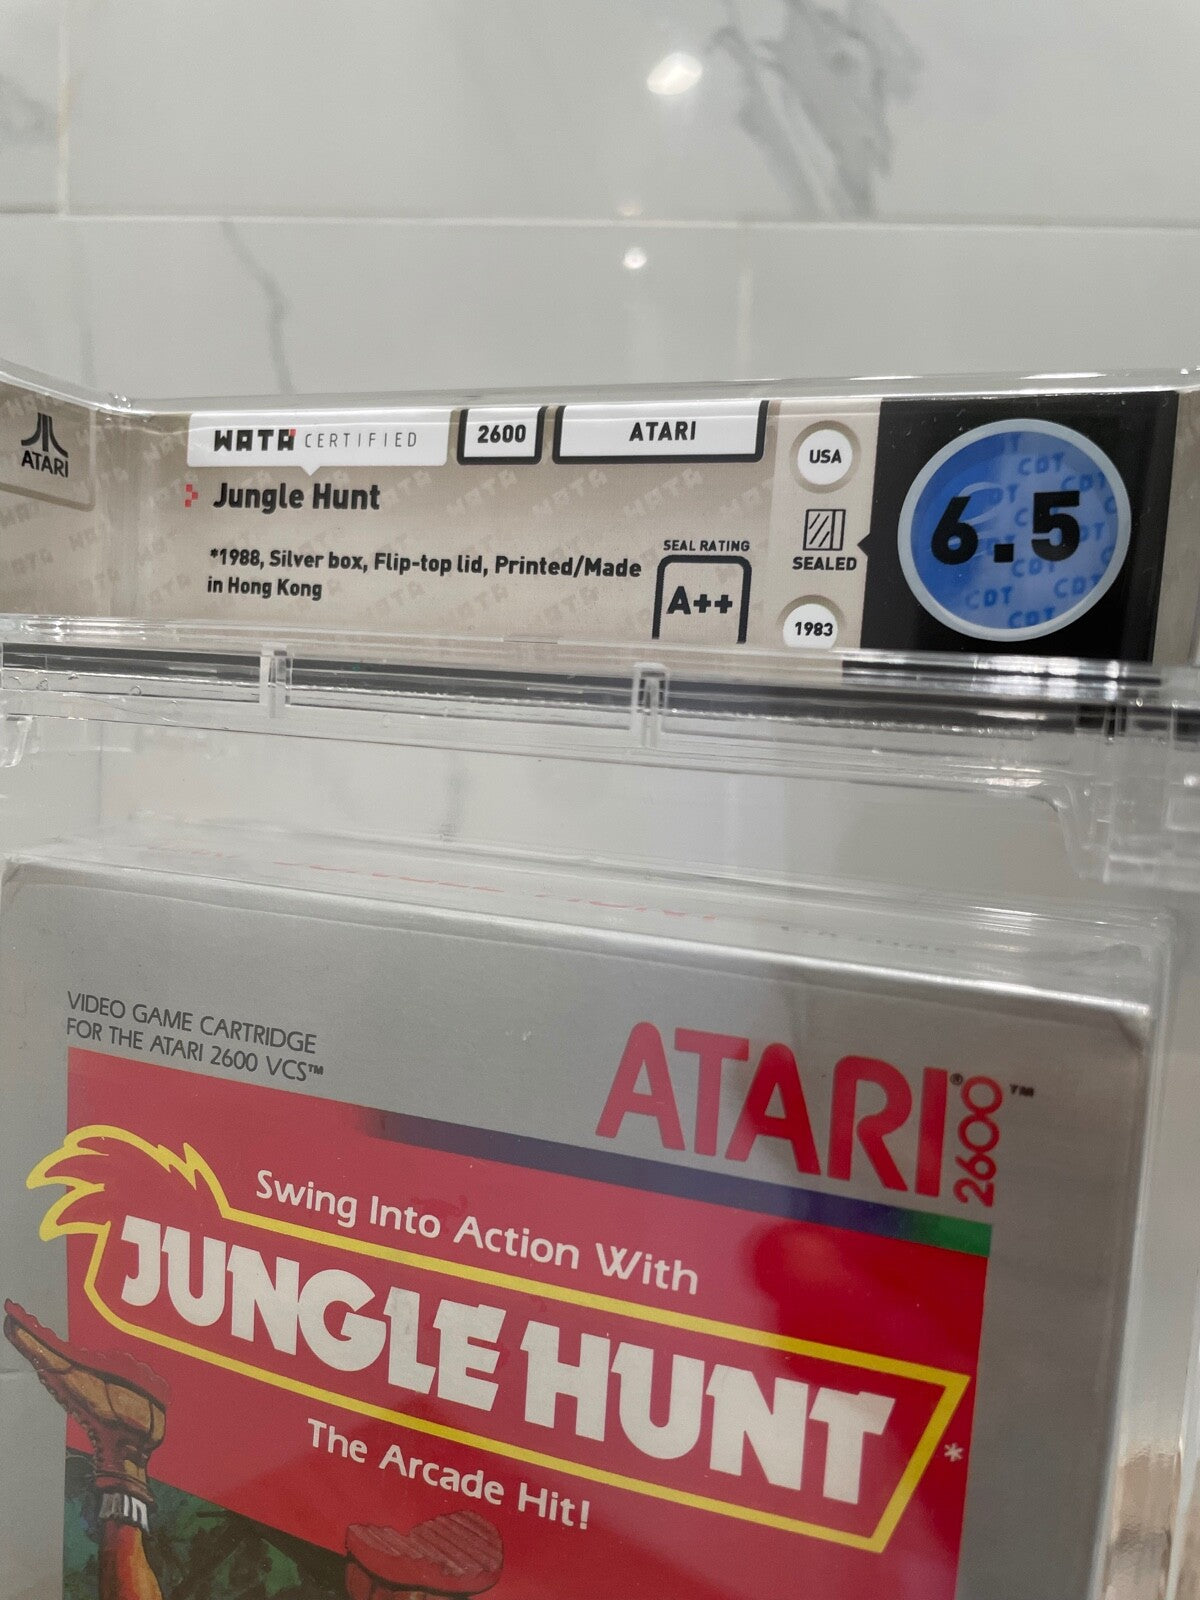 ATARI
WATA CERTIFIED
2600
ATARI
USA
Jungle Hunt
*1988, Silver box, Flip-top lid, Printed/Made
in Hong Kong
SEAL RATING
A++
SEALED
1983
6.5
VIDEO GAME CARTRIDGE
FOR THE ATARI 2600 VCS™
ATARI® 2600™
Swing Into Action With
JUNGLE HUNT*
The Arcade Hit!